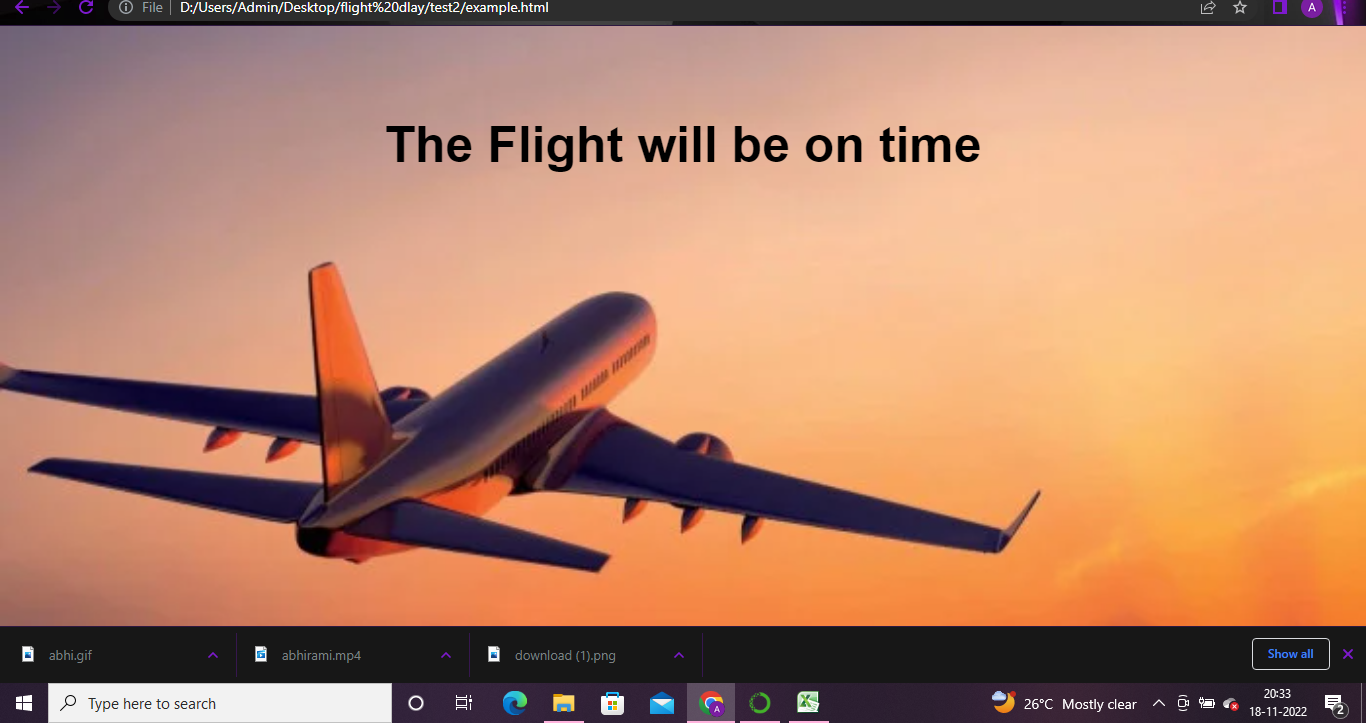 File D:/Users/Admin/Desktop/flight%20dlay/test2/example.html
A
The Flight will be on time
abhi.gif
abhirami.mp4
download (1).png
Show all
Type here to search
A
26°C Mostly clear
20:33
18-11-2022
2